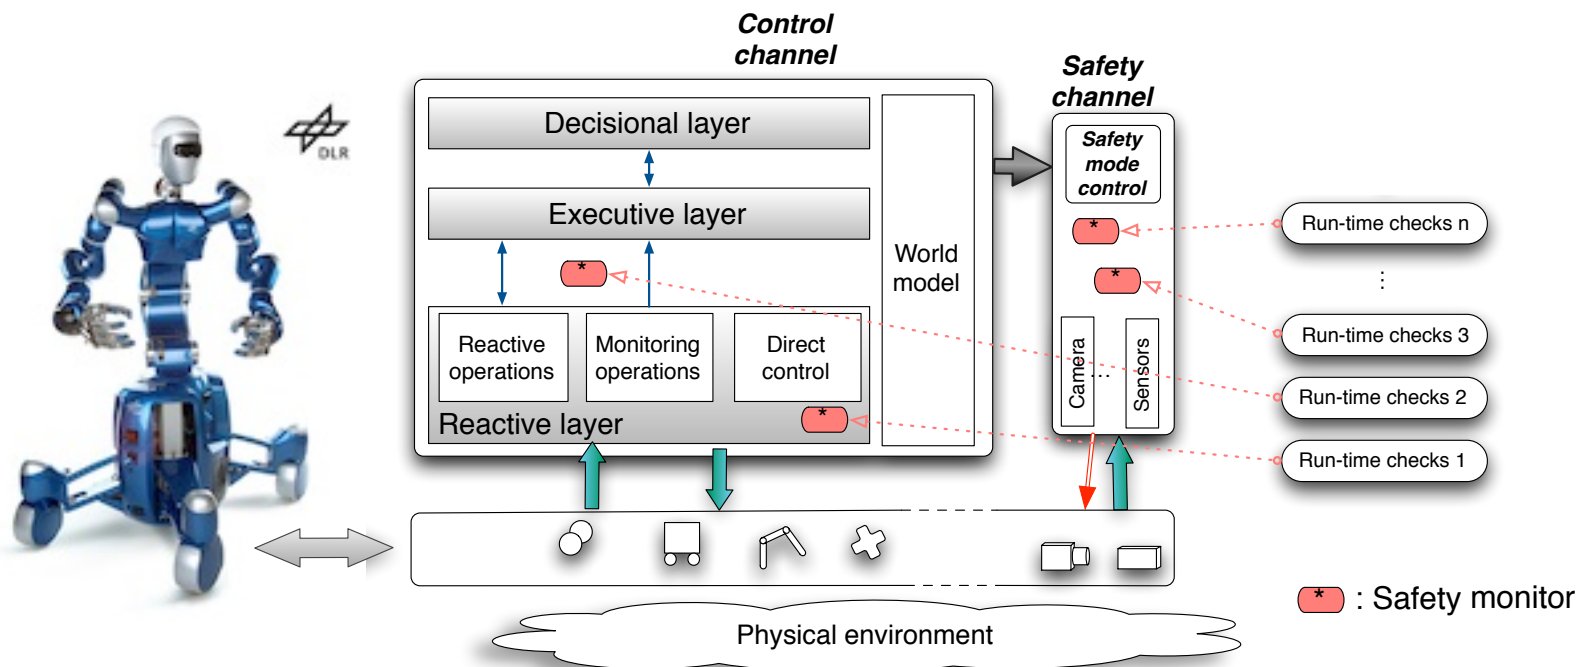 Control
channel
Safety
channel
DLR
Decisional layer
Safety
mode
control
Executive layer
World
model
Run-time checks n
*
*
*
⋮
Reactive
operations
Monitoring
operations
Direct
control
Camera
...
Sensors
Run-time checks 3
Run-time checks 2
Reactive layer
*
Run-time checks 1
* : Safety monitor
Physical environment